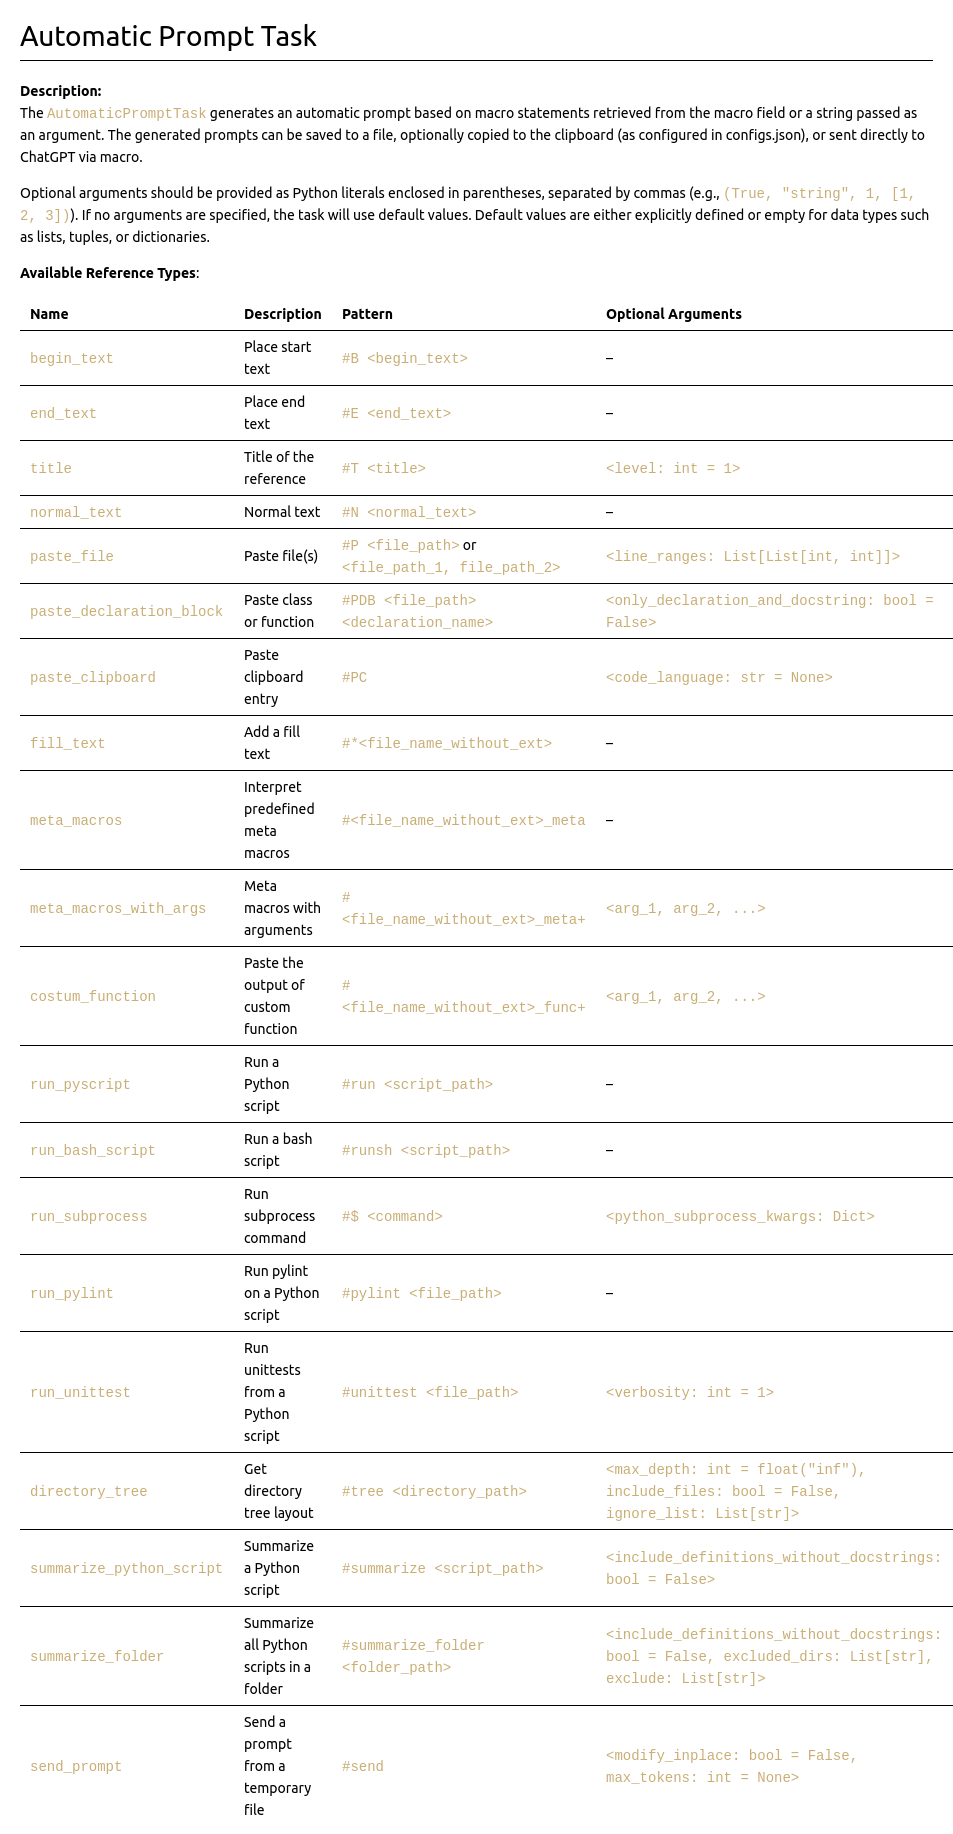 Automatic Prompt Task
Description:
The AutomaticPromptTask generates an automatic prompt based on macro statements retrieved from the macro field or a string passed as
an argument. The generated prompts can be saved to a file, optionally copied to the clipboard (as configured in configs.json), or sent directly to
ChatGPT via macro.
Optional arguments should be provided as Python literals enclosed in parentheses, separated by commas (e.g., (True, "string", 1, [1,
2, 3])). If no arguments are specified, the task will use default values. Default values are either explicitly defined or empty for data types such
as lists, tuples, or dictionaries.
Available Reference Types:
Name Description Pattern Optional Arguments
begin_text Place start
text #B <begin_text> –
end_text Place end
text #E <end_text> –
title Title of the
reference #T <title> <level: int = 1>
normal_text Normal text #N <normal_text> –
paste_file Paste file(s) #P <file_path> or
<file_path_1, file_path_2> <line_ranges: List[List[int, int]]>
paste_declaration_block Paste class
or function #PDB <file_path>
<declaration_name> <only_declaration_and_docstring: bool =
False>
paste_clipboard Paste
clipboard
entry #PC <code_language: str = None>
fill_text Add a fill
text #*<file_name_without_ext> –
meta_macros Interpret
predefined
meta
macros #<file_name_without_ext>_meta –
meta_macros_with_args Meta
macros with
arguments #
<file_name_without_ext>_meta+ <arg_1, arg_2, ...>
costum_function Paste the
output of
custom
function #
<file_name_without_ext>_func+ <arg_1, arg_2, ...>
run_pyscript Run a
Python
script #run <script_path> –
run_bash_script Run a bash
script #runsh <script_path> –
run_subprocess Run
subprocess
command #$ <command> <python_subprocess_kwargs: Dict>
run_pylint Run pylint
on a Python
script #pylint <file_path> –
run_unittest Run
unittests
from a
Python
script #unittest <file_path> <verbosity: int = 1>
directory_tree Get
directory
tree layout #tree <directory_path> <max_depth: int = float("inf"),
include_files: bool = False,
ignore_list: List[str]>
summarize_python_script Summarize
a Python
script #summarize <script_path> <include_definitions_without_docstrings:
bool = False>
summarize_folder Summarize
all Python
scripts in a
folder #summarize_folder
<folder_path> <include_definitions_without_docstrings:
bool = False, excluded_dirs: List[str],
exclude: List[str]>
send_prompt Send a
prompt
from a
temporary
file #send <modify_inplace: bool = False,
max_tokens: int = None>